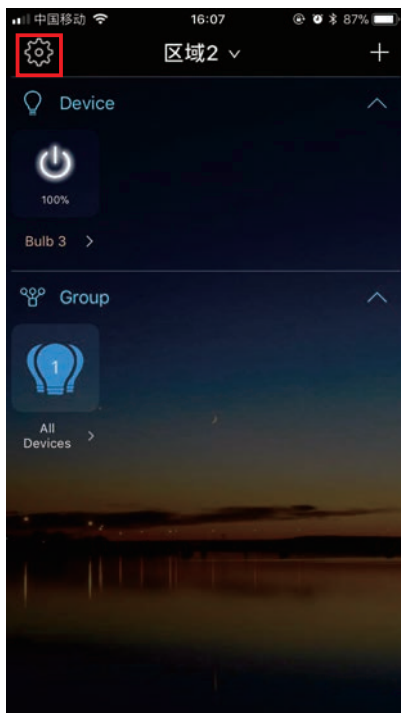 中国移动 16:07 87%
区域2
Device
100%
Bulb 3
Group
1
All
Devices